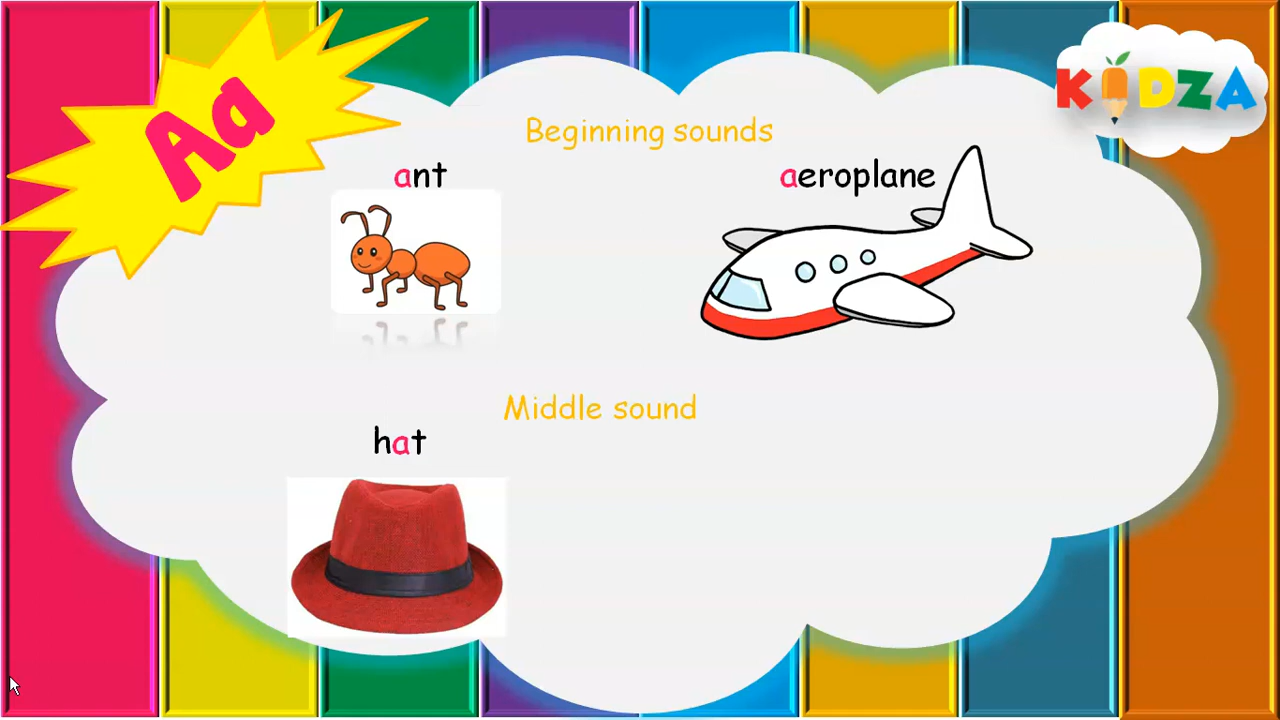 Aa
KIDZA
Beginning sounds
ant
aeroplane
Middle sound
hat